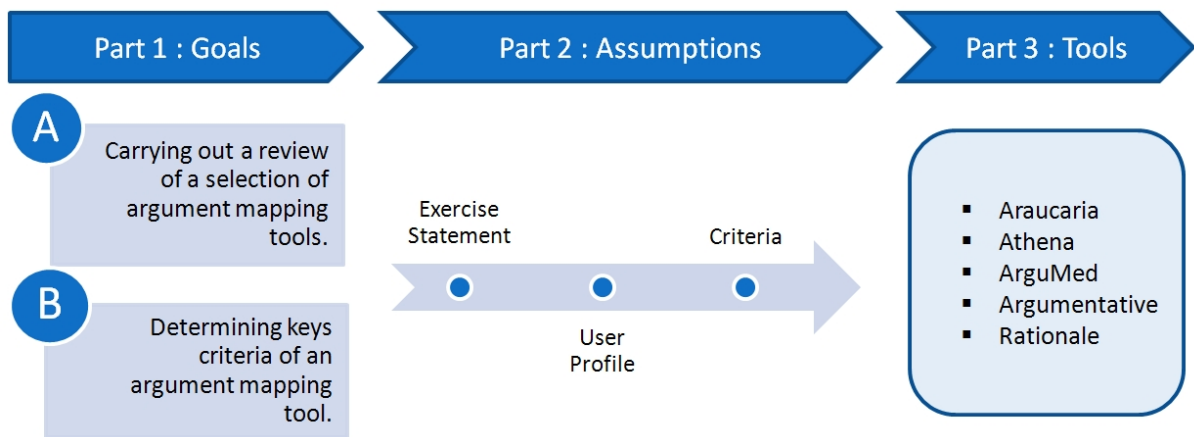 Part 1 : Goals
Part 2 : Assumptions
Part 3 : Tools
A
Carrying out a review
of a selection of
argument mapping
tools.
B
Determining keys
criteria of an
argument mapping
tool.
Exercise
Statement
User
Profile
Criteria
▪ Araucaria
▪ Athena
▪ ArguMed
▪ Argumentative
▪ Rationale